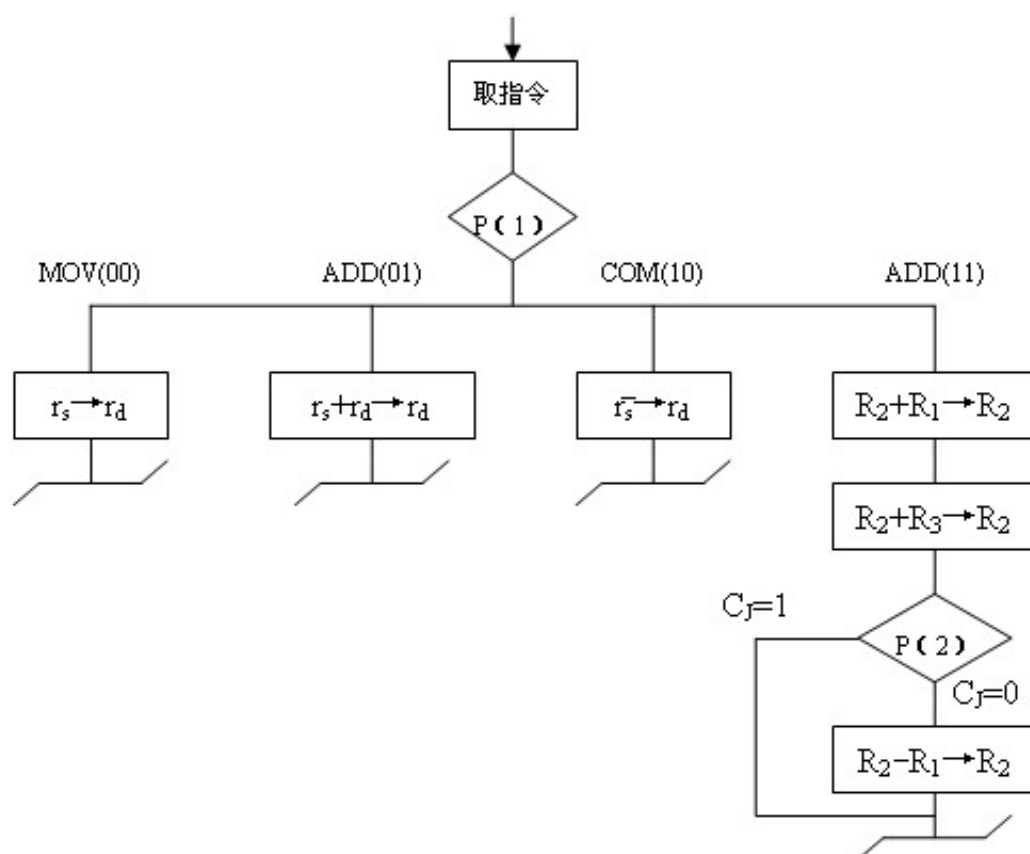 取指令
P(1)
MOV(00) ADD(01) COM(10) ADD(11)
rs→rd rs+rd→rd r̅s→rd R2+R1→R2
R2+R3→R2
CJ=1
P(2)
CJ=0
R2−R1→R2